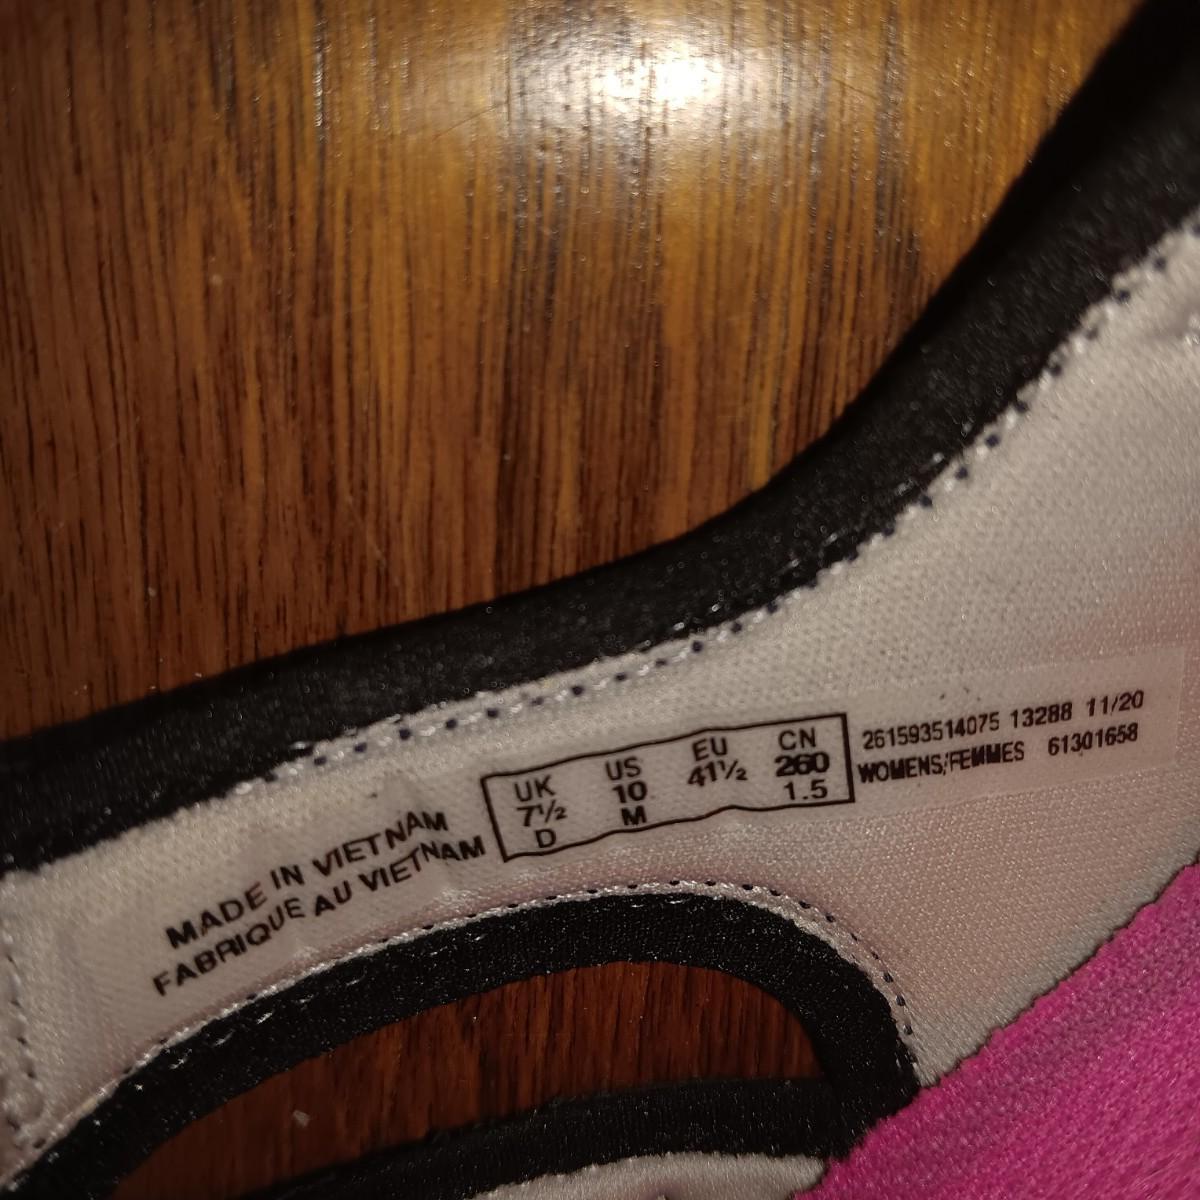 MADE IN VIETNAM
FABRIQUE AU VIETNAM
UK US EU CN
7½ 10 41½ 260
D M 1.5
261593514075 13288 11/20
WOMENS/FEMMES 61301658